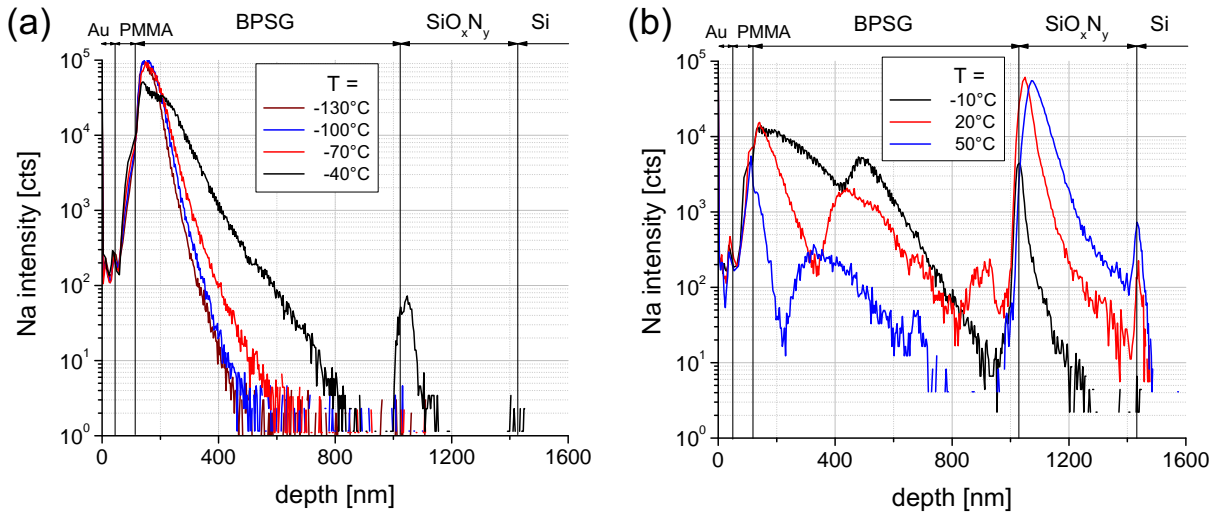 (a)
Au PMMA BPSG SiOxNy Si
T =
-130°C
-100°C
-70°C
-40°C
10^5
10^4
10^3
10^2
10^1
10^0
Na intensity [cts]
0 400 800 1200 1600
depth [nm]
(b)
Au PMMA BPSG SiOxNy Si
T =
-10°C
20°C
50°C
10^5
10^4
10^3
10^2
10^1
10^0
Na intensity [cts]
0 400 800 1200 1600
depth [nm]